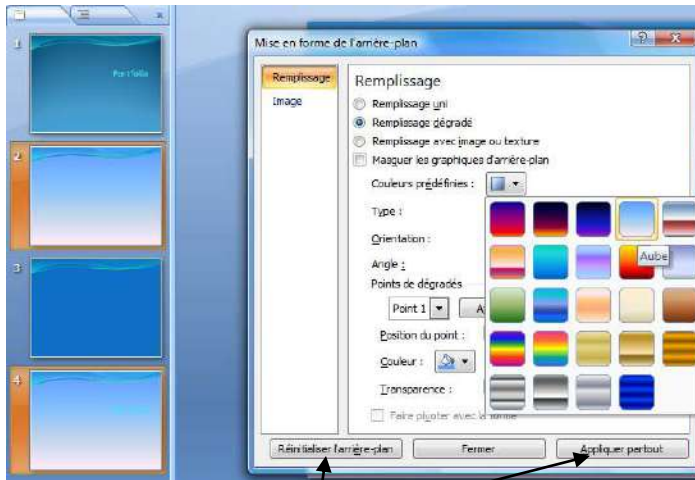 1
Portfolio
2
3
4
Mise en forme de l'arrière-plan
Remplissage
Image
Remplissage
Remplissage uni
Remplissage dégradé
Remplissage avec image ou texture
Masquer les graphiques d'arrière-plan
Couleurs prédéfinies :
Type :
Orientation :
Aube
Angle :
Points de dégradés
Point 1
Position du point :
Couleur :
Transparence :
Faire pivoter avec la forme
Réinitialiser l'arrière-plan
Fermer
Appliquer partout